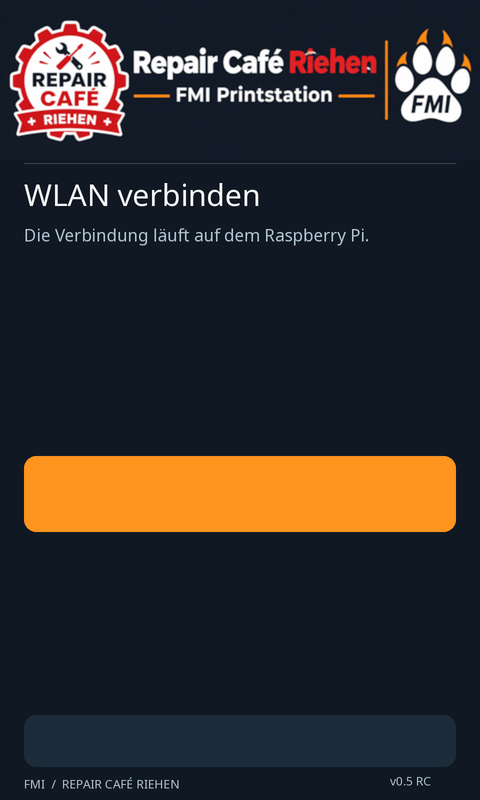 REPAIR
CAFÉ
RIEHEN
Repair Café Riehen
FMI Printstation
FMI
WLAN verbinden
Die Verbindung läuft auf dem Raspberry Pi.
FMI / REPAIR CAFÉ RIEHEN
v0.5 RC